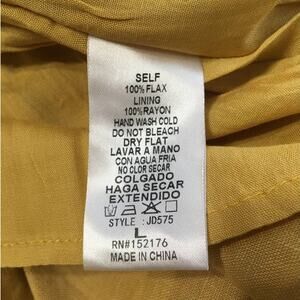 SELF
100% FLAX
LINING
100% RAYON
HAND WASH COLD
DO NOT BLEACH
DRY FLAT
LAVAR A MANO
CON AGUA FRIA
NO CLOR SECAR
COLGADO
HAGA SECAR
EXTENDIDO
STYLE :JD575
L
RN#152176
MADE IN CHINA